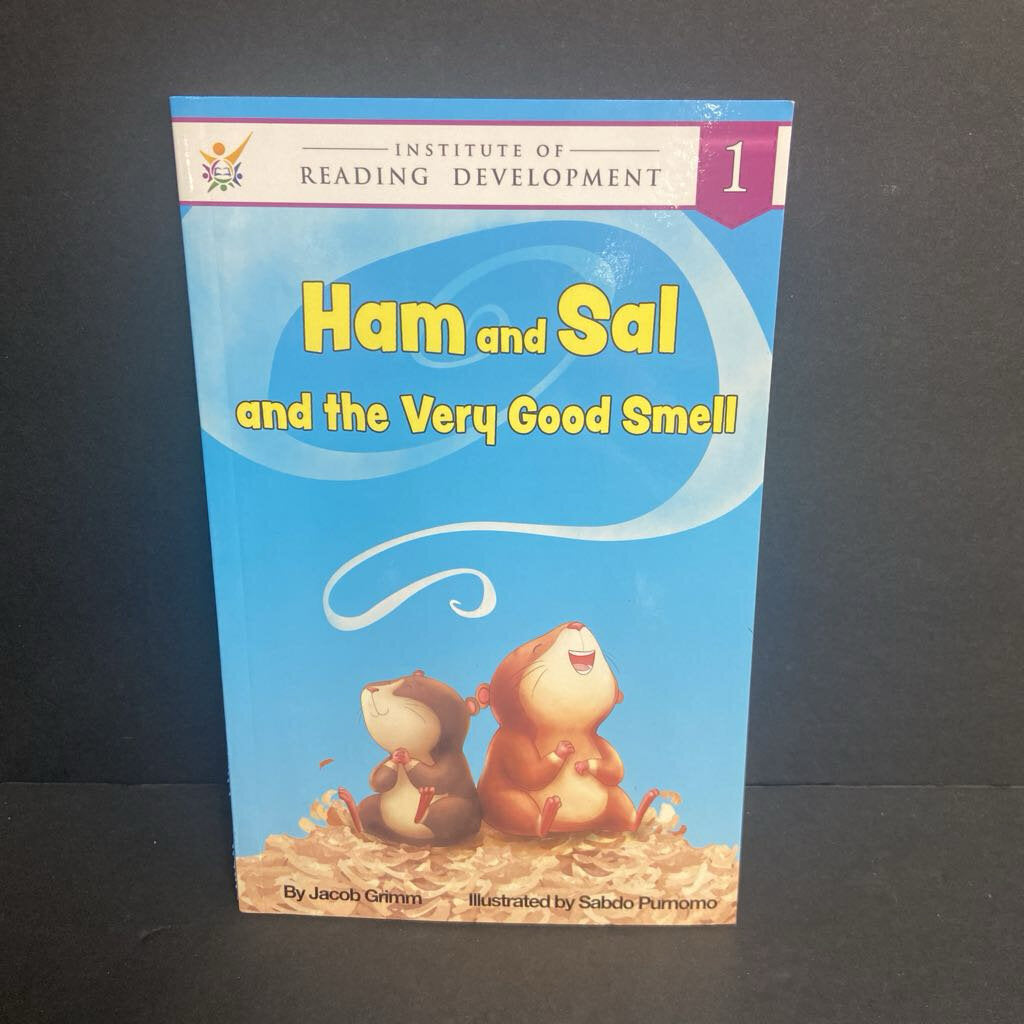 INSTITUTE OF
READING DEVELOPMENT
1
Ham and Sal
and the Very Good Smell
By Jacob Grimm Illustrated by Sabdo Purnomo